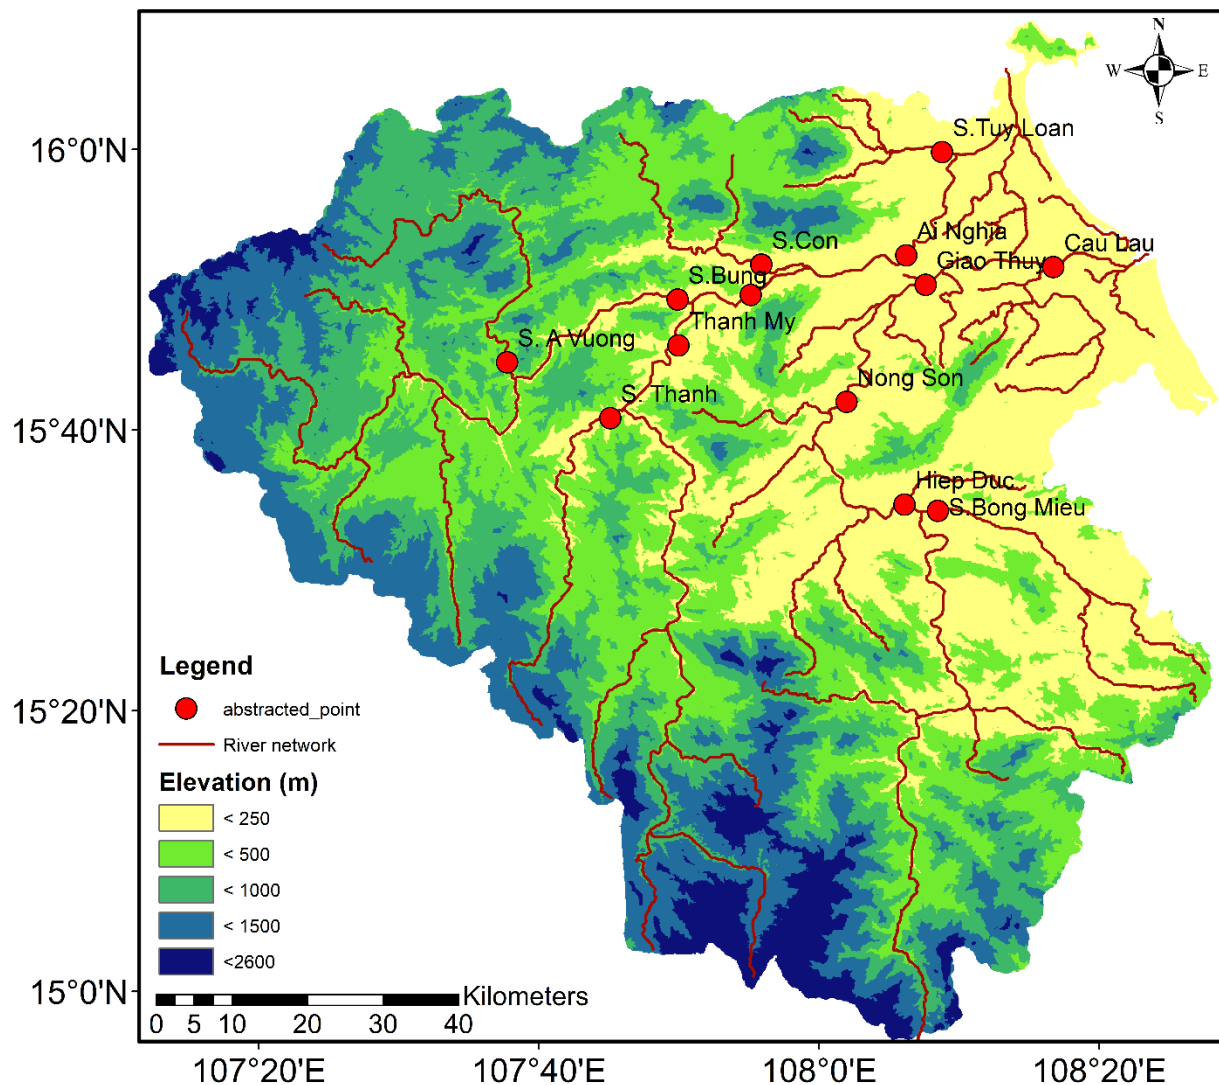 N
W E
S
16°0'N
S.Tuy Loan
Ai Nghia
S.Con
Giao Thuy
Cau Lau
S.Bung
Thanh My
S. A Vuong
S. Thanh
Nong Son
15°40'N
Hiep Duc
S.Bong Mieu
Legend
abstracted_point
River network
15°20'N
Elevation (m)
< 250
< 500
< 1000
< 1500
<2600
15°0'N
Kilometers
0 5 10 20 30 40
107°20'E 107°40'E 108°0'E 108°20'E